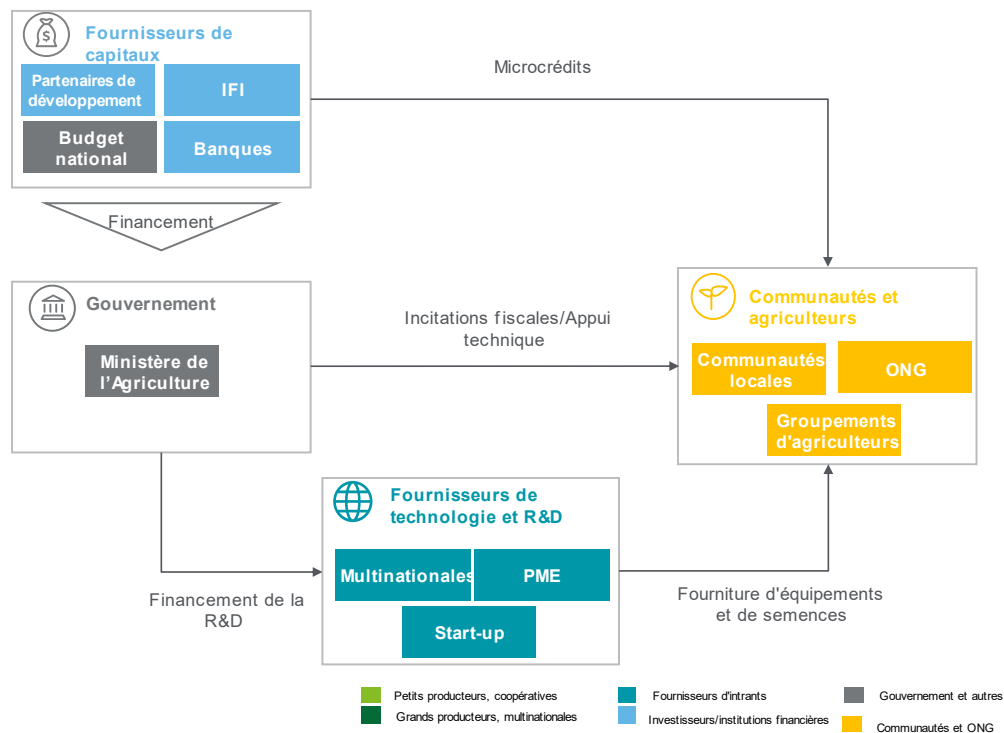 Fournisseurs de
capitaux
Partenaires de
développement
IFI
Budget
national
Banques
Microcrédits
Financement
Gouvernement
Ministère de
l'Agriculture
Incitations fiscales/Appui
technique
Communautés et
agriculteurs
Communautés
locales
ONG
Groupements
d'agriculteurs
Fournisseurs de
technologie et R&D
Multinationales
PME
Start-up
Financement de la
R&D
Fourniture d'équipements
et de semences
Petits producteurs, coopératives
Grands producteurs, multinationales
Fournisseurs d'intrants
Investisseurs/institutions financières
Gouvernement et autres
Communautés et ONG